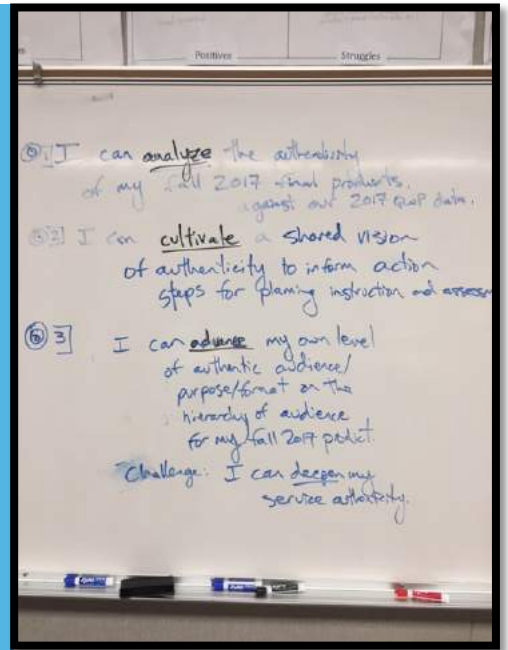 Positives Struggles
1] I can analyze the authenticity
of my fall 2017 final products,
against our 2017 data.
2] I can cultivate a shared vision
of authenticity to inform action
steps for planning instruction and
3] I can advance my own level
of authentic audience/
purpose/format on the
hierarchy of audience
for my fall 2017 product.
Challenge: I can deepen my
service authenticity.